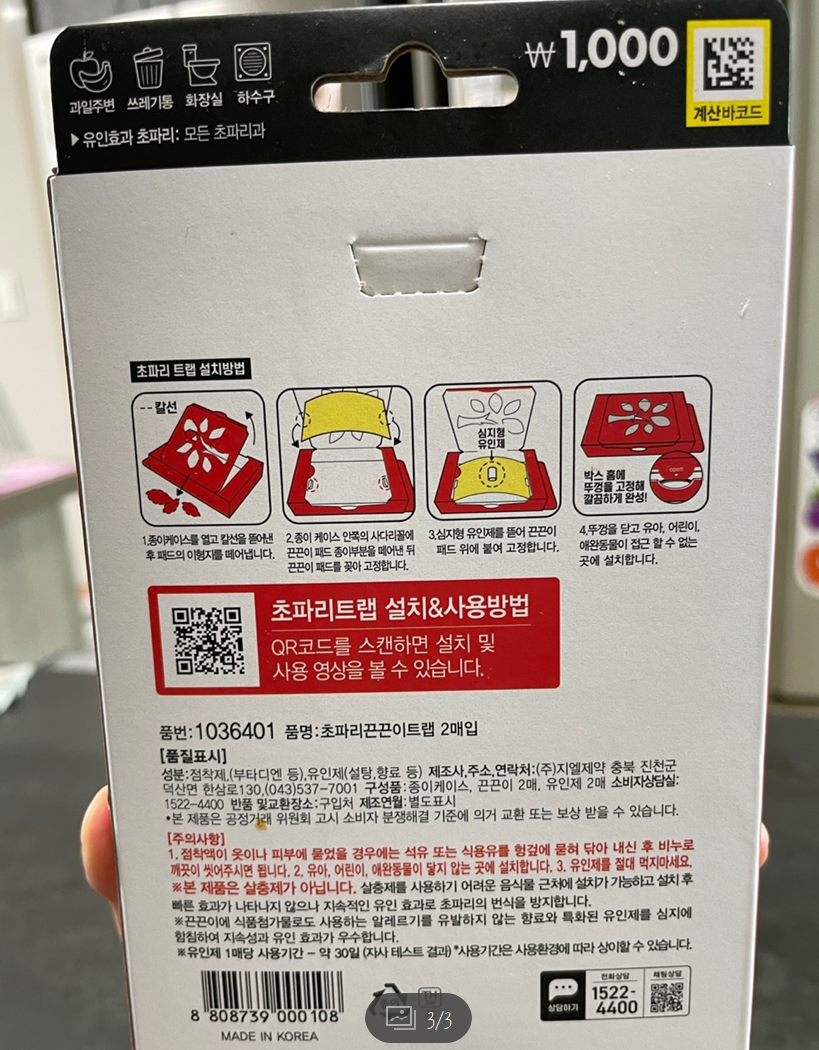 ₩1,000
계산바코드
과일주변 쓰레기통 화장실 하수구
▶유인효과 초파리: 모든 초파리과
초파리 트랩 설치방법
--칼선
심지형
유인제
박스 홈에
뚜껑을 고정해
깔끔하게 완성!
open
1.종이케이스를 열고 칼선을 뜯어낸
후 패드의 이형지를 떼어냅니다.
2.종이 케이스 안쪽의 사다리꼴에
끈끈이 패드 종이부분을 떼어낸 뒤
끈끈이 패드를 꽂아 고정합니다.
3.심지형 유인제를 뜯어 끈끈이
패드 위에 붙여 고정합니다.
4.뚜껑을 닫고 유아, 어린이,
애완동물이 접근 할 수 없는
곳에 설치합니다.
초파리트랩 설치&사용방법
QR코드를 스캔하면 설치 및
사용 영상을 볼 수 있습니다.
품번:1036401 품명:초파리끈끈이트랩 2매입
[품질표시]
성분:점착제,(부타디엔 등),유인제(설탕,향료 등) 제조사,주소,연락처:(주)지엘제약 충북 진천군
덕산면 한삼로130,(043)537-7001 구성품:종이케이스, 끈끈이 2매, 유인제 2매 소비자상담실:
1522-4400 반품 및교환장소:구입처 제조연월:별도표시
•본 제품은 공정거래 위원회 고시 소비자 분쟁해결 기준에 의거 교환 또는 보상 받을 수 있습니다.
[주의사항]
1. 점착액이 옷이나 피부에 묻었을 경우에는 석유 또는 식용유를 헝겊에 묻혀 닦아 내신 후 비누로
깨끗이 씻어주시면 됩니다. 2. 유아, 어린이, 애완동물이 닿지 않는 곳에 설치합니다. 3. 유인제를 절대 먹지마세요.
※본 제품은 살충제가 아닙니다. 살충제를 사용하기 어려운 음식물 근처에 설치가 가능하고 설치 후
빠른 효과가 나타나지 않으나 지속적인 유인 효과로 초파리의 번식을 방지합니다.
※끈끈이에 식품첨가물로도 사용하는 알레르기를 유발하지 않는 향료와 특화된 유인제를 심지에
함침하여 지속성과 유인 효과가 우수합니다.
※유인제 1매당 사용기간 - 약 30일 (자사 테스트 결과) *사용기간은 사용환경에 따라 상이할 수 있습니다.
8 808739 000108
MADE IN KOREA
3/3
상담하기
전화상담
1522-
4400
채팅상담